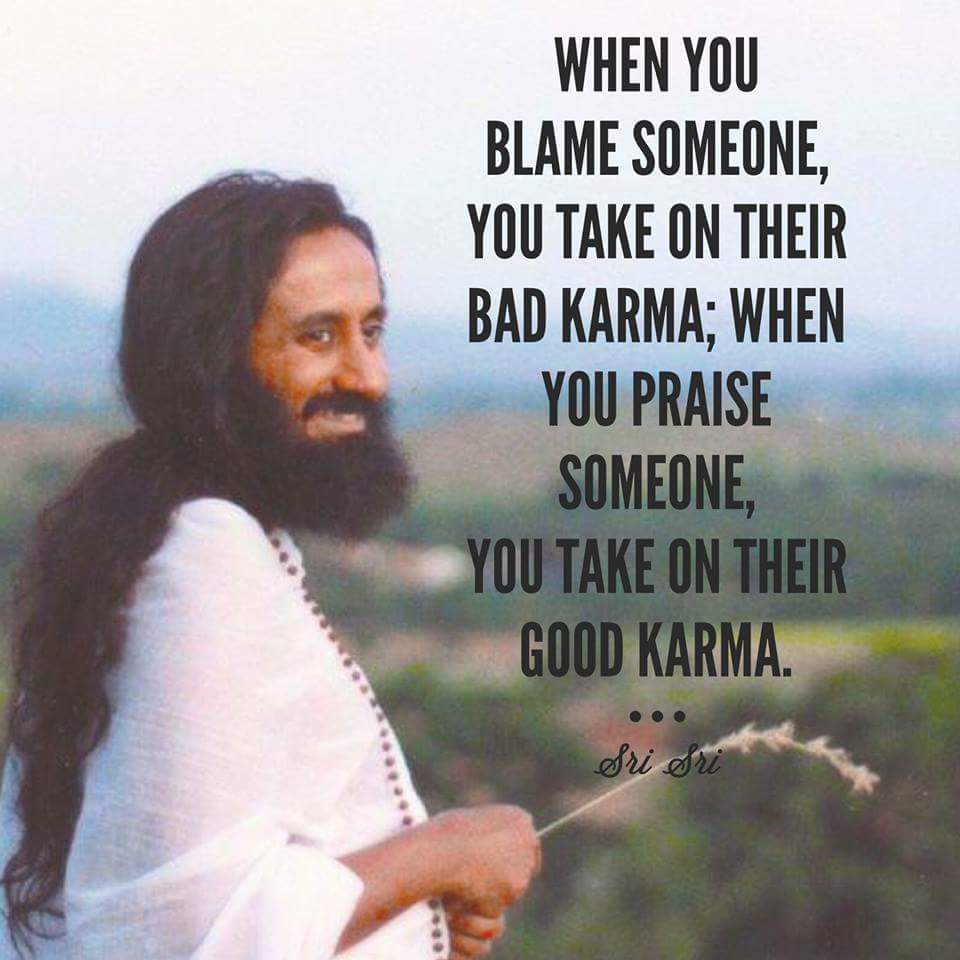 WHEN YOU
BLAME SOMEONE,
YOU TAKE ON THEIR
BAD KARMA; WHEN
YOU PRAISE
SOMEONE,
YOU TAKE ON THEIR
GOOD KARMA.
•••
Sri Sri